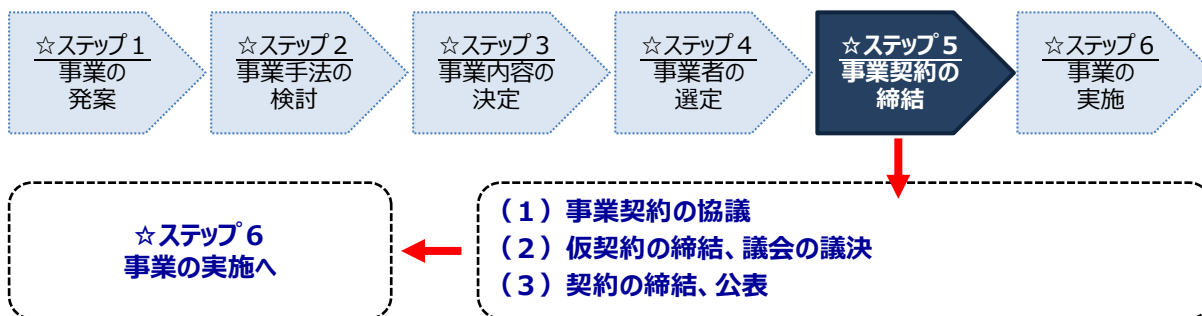 ☆ステップ１
事業の
発案
☆ステップ２
事業手法の
検討
☆ステップ３
事業内容の
決定
☆ステップ４
事業者の
選定
☆ステップ５
事業契約の
締結
☆ステップ６
事業の
実施
☆ステップ６
事業の実施へ
（１）事業契約の協議
（２）仮契約の締結、議会の議決
（３）契約の締結、公表